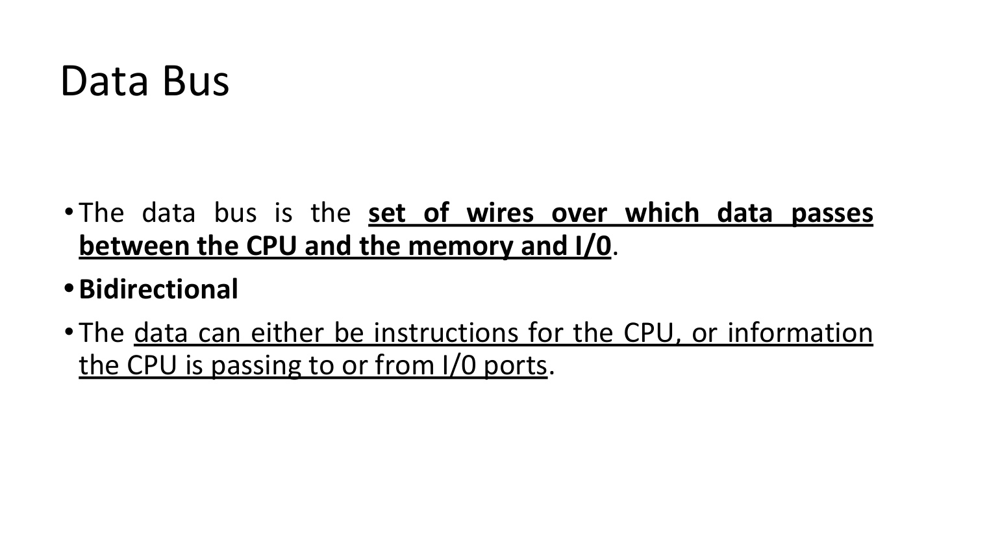 Data Bus
•The data bus is the set of wires over which data passes
between the CPU and the memory and I/0.
•Bidirectional
•The data can either be instructions for the CPU, or information
the CPU is passing to or from I/0 ports.